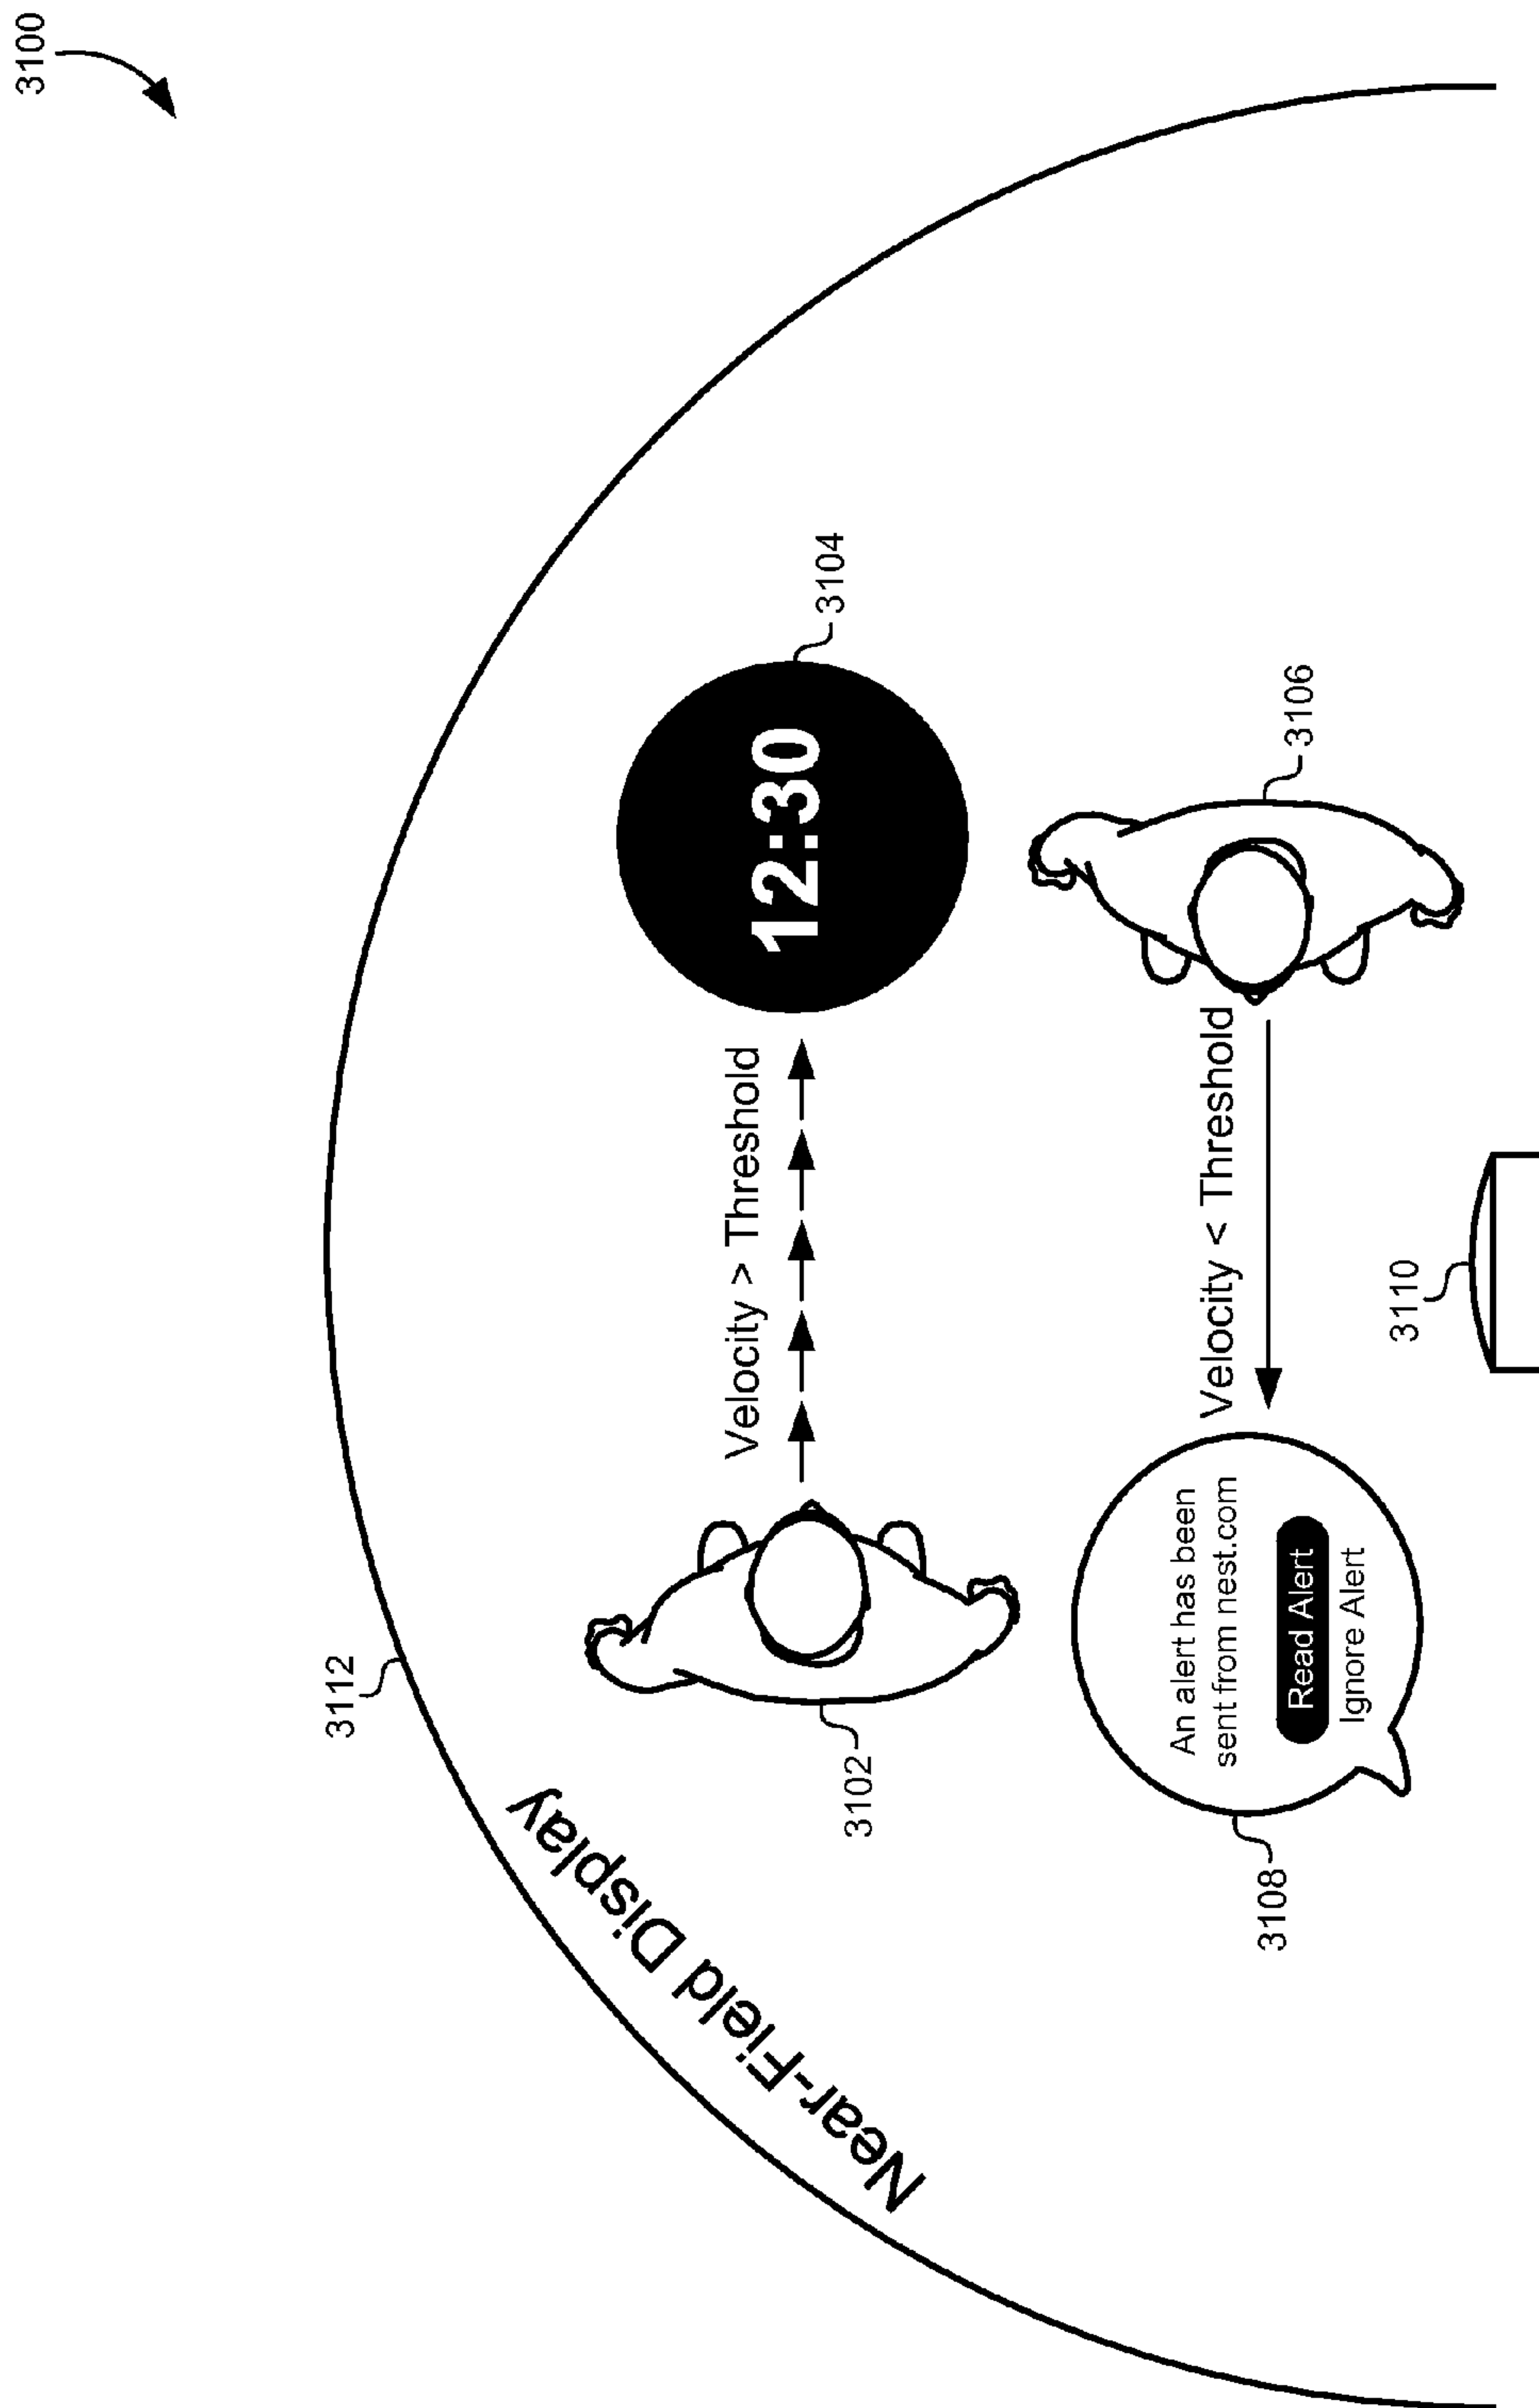 3100
3112
Near-Field Display
Velocity > Threshold
12:30
3104
3102
An alert has been
sent from nest.com
Read Alert
Ignore Alert
3108
Velocity < Threshold
3106
3110